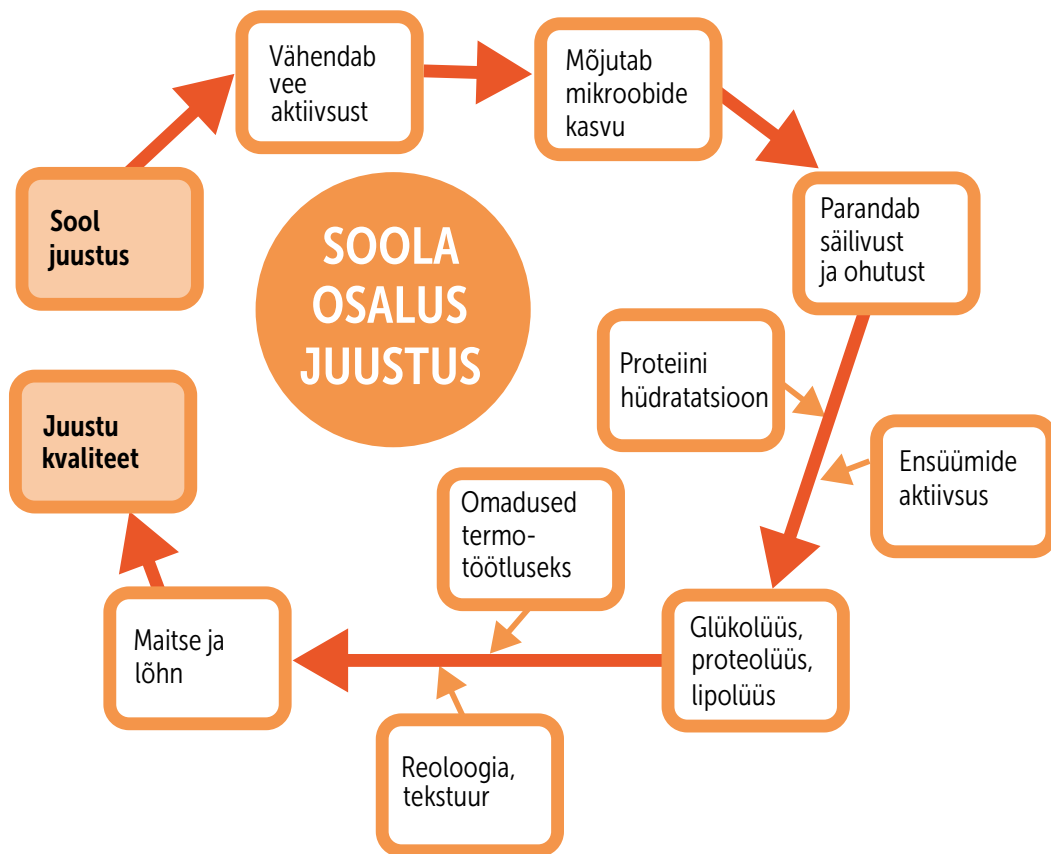 Sool
juustus
Vähendab
vee
aktiivsust
Mõjutab
mikroobide
kasvu
Parandab
säilivust
ja ohutust
SOOLA
OSALUS
JUUSTUS
Proteiini
hüdratatsioon
Ensüümide
aktiivsus
Glükolüüs,
proteolüüs,
lipolüüs
Omadused
termo-
töötluseks
Reoloogia,
tekstuur
Maitse ja
lõhn
Juustu
kvaliteet